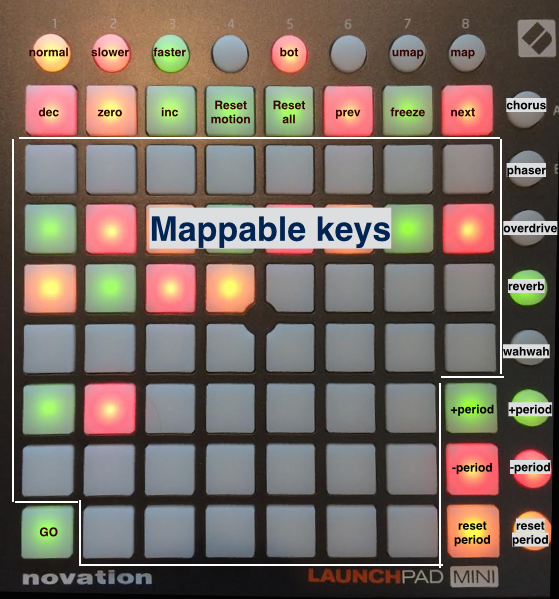 1 2 3 4 5 6 7 8
normal slower faster bot umap map
dec zero inc Reset motion Reset all prev freeze next
chorus
A
phaser
Mappable keys
overdrive
reverb
wahwah
+period +period
-period -period
GO
reset period reset period
novation
LAUNCHPAD MINI